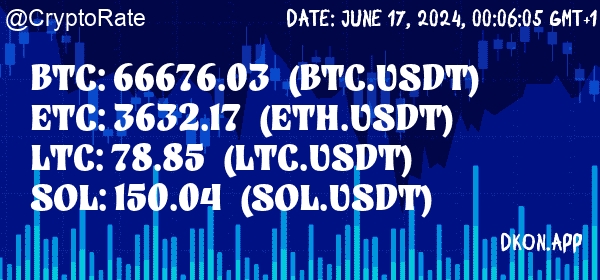 @CryptoRate
DATE: JUNE 17, 2024, 00:06:05 GMT+1
BTC: 66676.03 (BTC.USDT)
ETC: 3632.17 (ETH.USDT)
LTC: 78.85 (LTC.USDT)
SOL: 150.04 (SOL.USDT)
DKON.APP